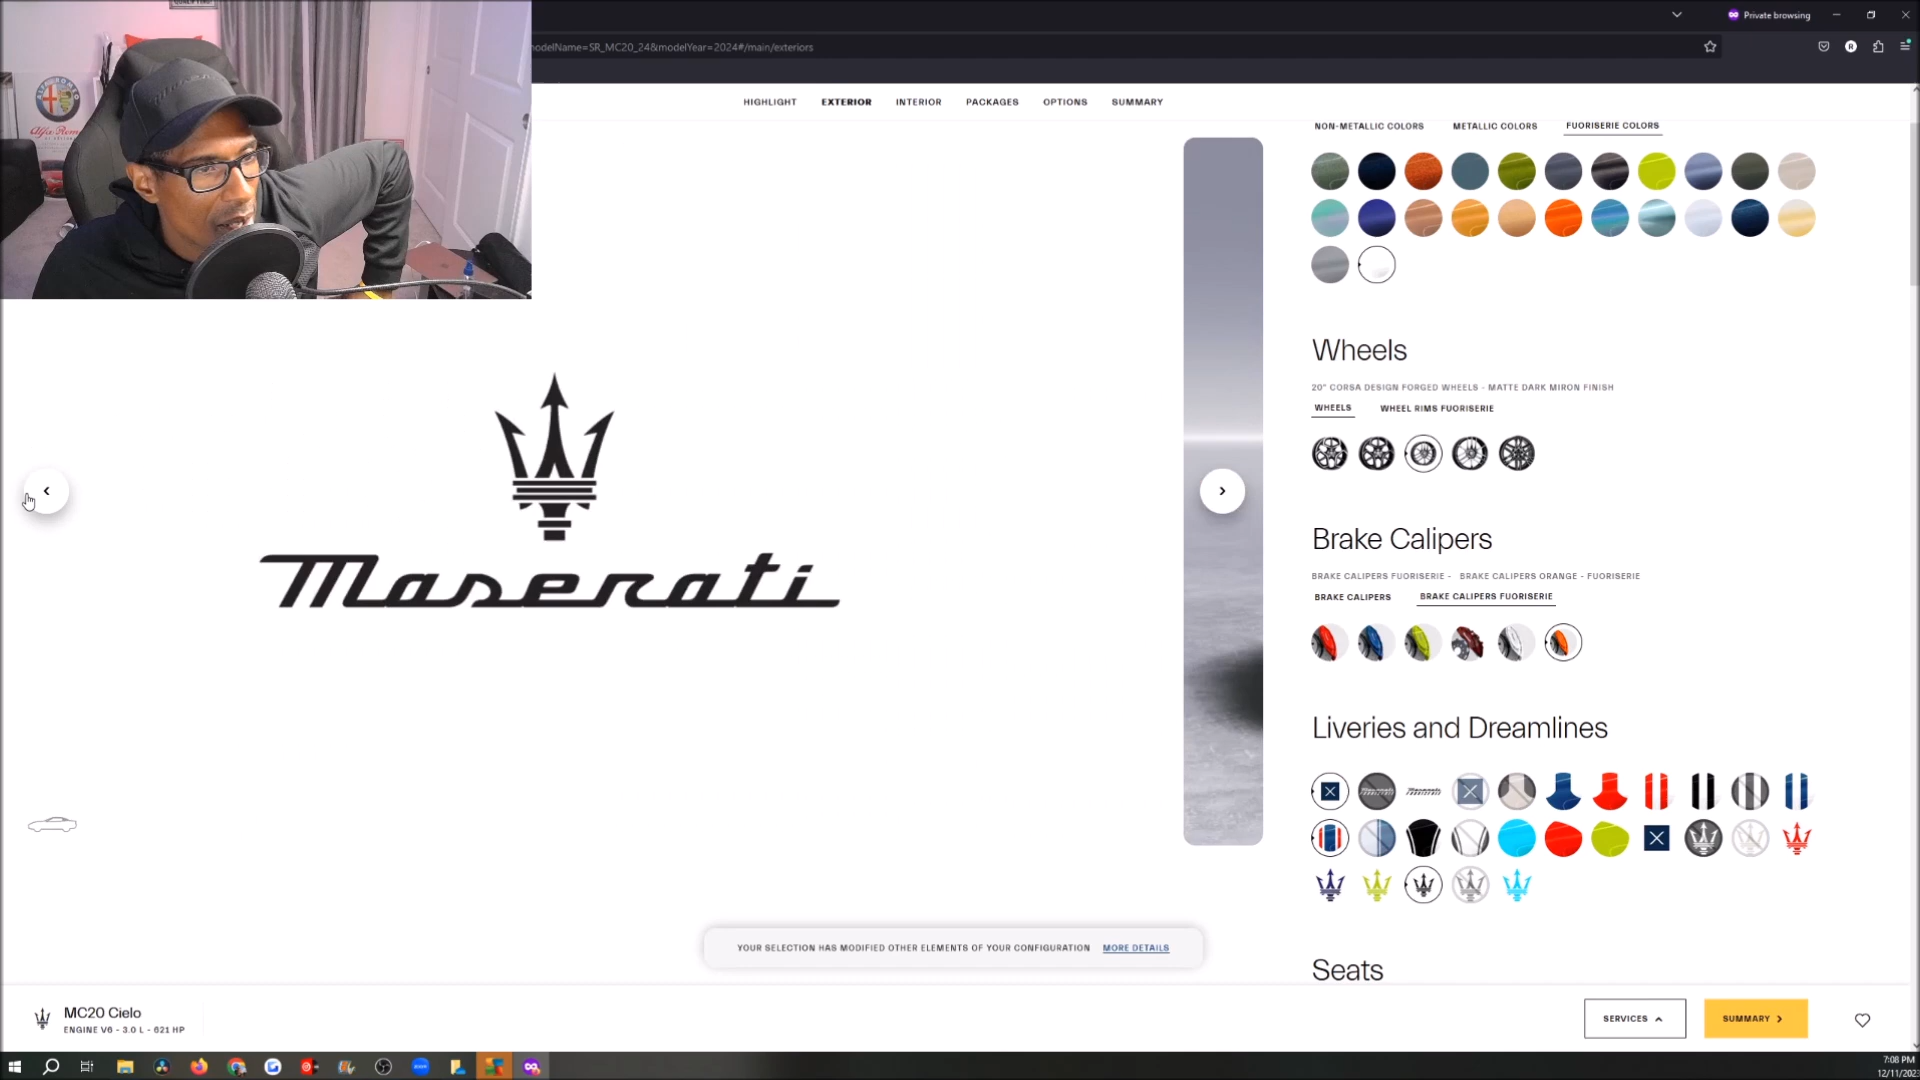 Private browsing
modelName=SR_MC20_24&modelYear=2024#/main/exteriors
HIGHLIGHT EXTERIOR INTERIOR PACKAGES OPTIONS SUMMARY
NON-METALLIC COLORS METALLIC COLORS FUORISERIE COLORS
Wheels
20" CORSA DESIGN FORGED WHEELS - MATTE DARK MIRON FINISH
WHEELS WHEEL RIMS FUORISERIE
Maserati
Brake Calipers
BRAKE CALIPERS FUORISERIE - BRAKE CALIPERS ORANGE - FUORISERIE
BRAKE CALIPERS BRAKE CALIPERS FUORISERIE
Liveries and Dreamlines
YOUR SELECTION HAS MODIFIED OTHER ELEMENTS OF YOUR CONFIGURATION MORE DETAILS
Seats
MC20 Cielo
ENGINE V6 - 3.0 L - 621 HP
SERVICES
SUMMARY
7:08 PM